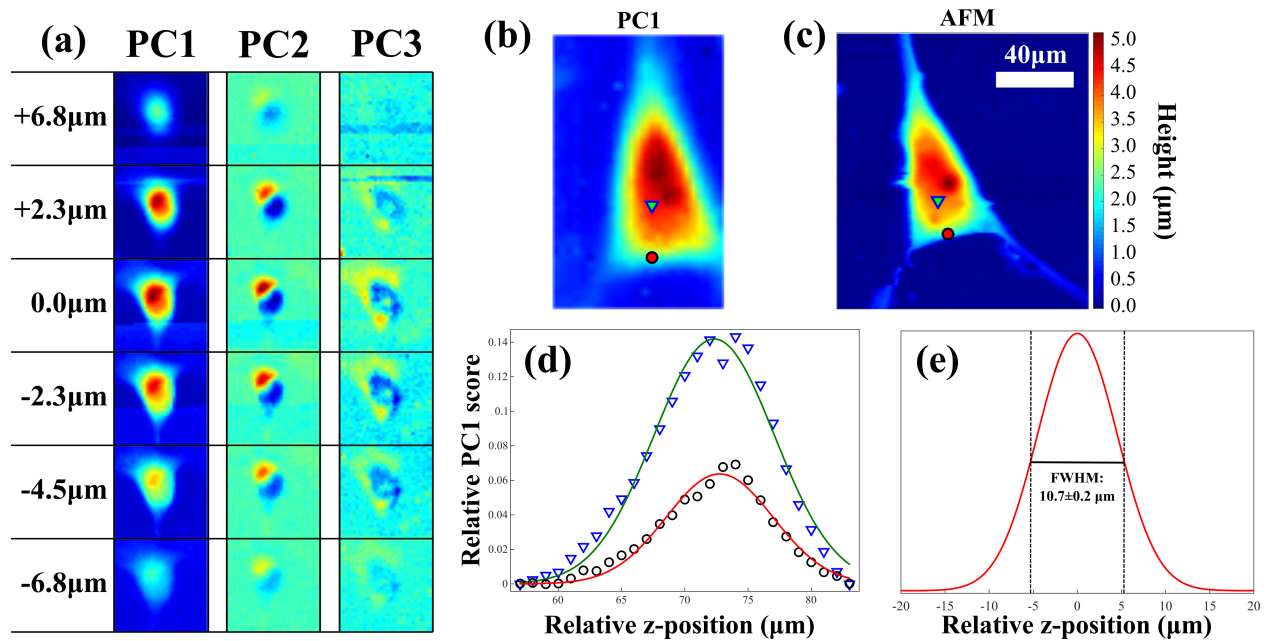 (a) PC1 PC2 PC3
+6.8μm
+2.3μm
0.0μm
-2.3μm
-4.5μm
-6.8μm
(b) PC1
(c) AFM
40μm
5.0
4.5
4.0
3.5
3.0
2.5
2.0
1.5
1.0
0.5
0.0
Height (μm)
(d)
Relative PC1 score
0.14
0.12
0.10
0.08
0.06
0.04
0.02
0
60 65 70 75 80
Relative z-position (μm)
(e)
FWHM:
10.7±0.2 μm
-20 -15 -10 -5 0 5 10 15 20
Relative z-position (μm)